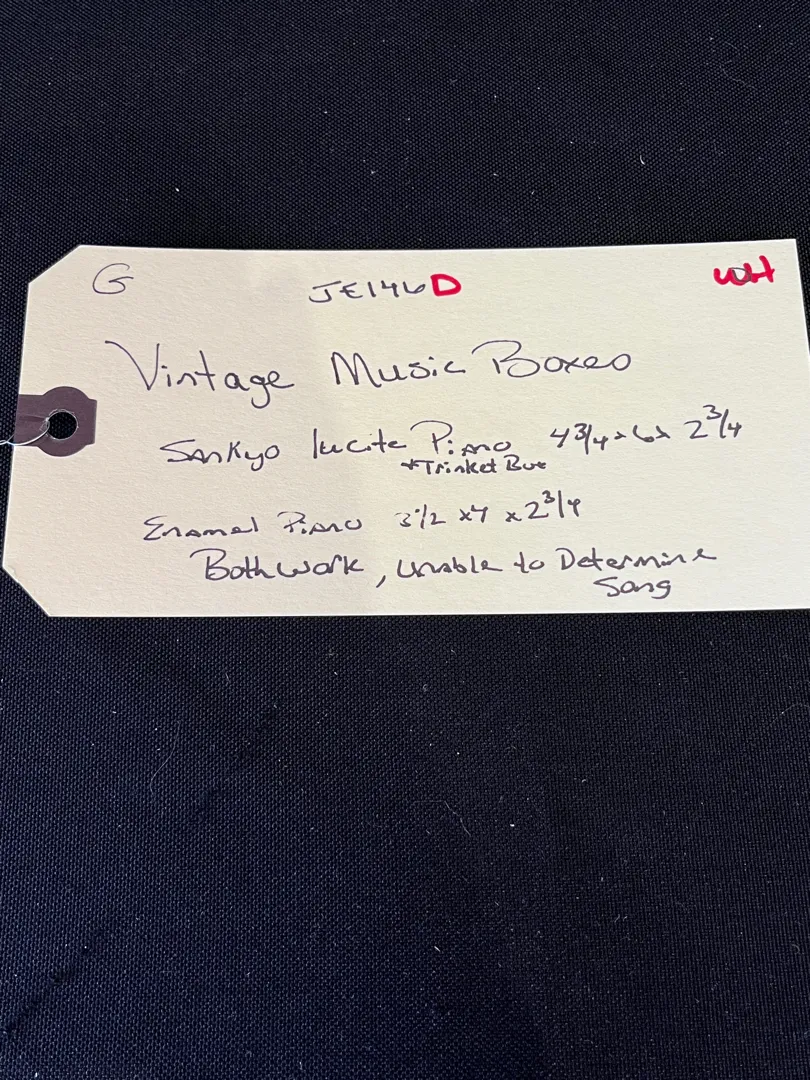 G JE146D WH
Vintage Music Boxes
Sankyo lucite Piano 4 3/4 x 6 x 2 3/4
+Trinket Box
Enamel Piano 3 1/2 x 4 x 2 3/4
Both work, unable to Determine
Song